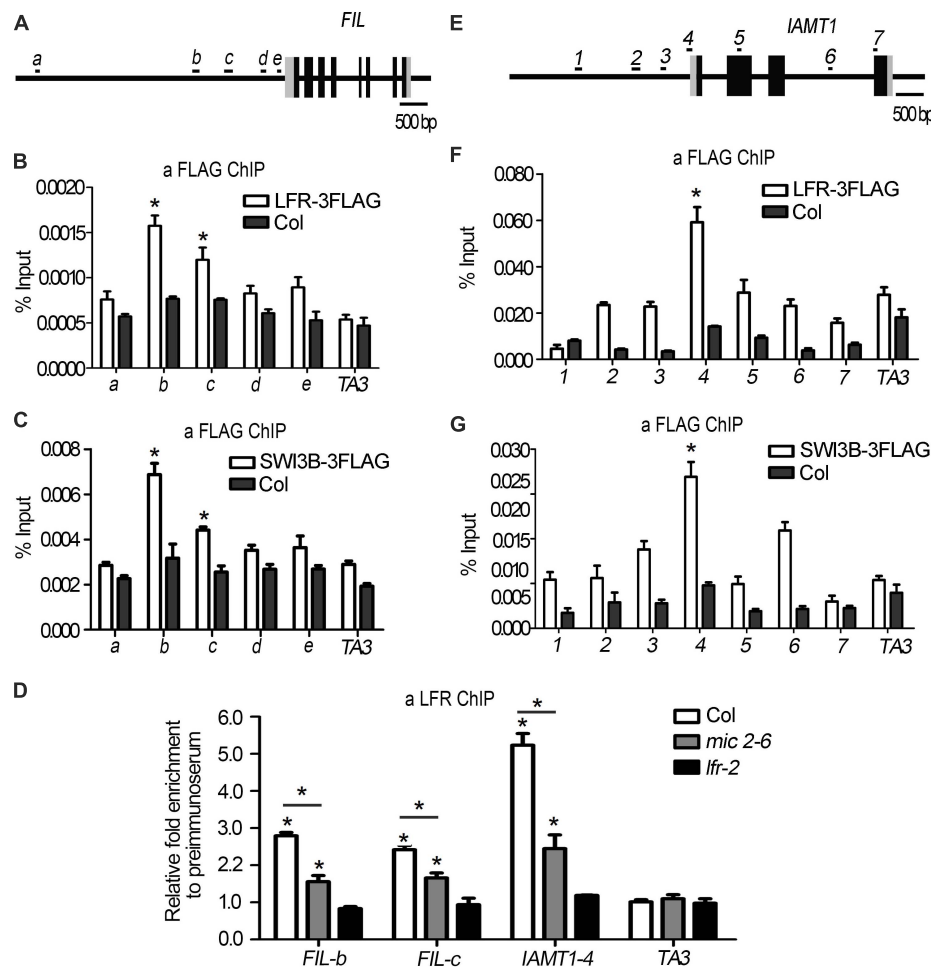 A
FIL
a b c d e
500 bp
E
IAMT1
1 2 3 4 5 6 7
500 bp
B
a FLAG ChIP
LFR-3FLAG
Col
% Input
0.0020
0.0015
0.0010
0.0005
0.0000
* *
a b c d e TA3
F
a FLAG ChIP
LFR-3FLAG
Col
% Input
0.080
0.060
0.040
0.020
0.000
*
1 2 3 4 5 6 7 TA3
C
a FLAG ChIP
SWI3B-3FLAG
Col
% Input
0.008
0.006
0.004
0.002
0.000
* *
a b c d e TA3
G
a FLAG ChIP
SWI3B-3FLAG
Col
% Input
0.030
0.025
0.020
0.015
0.010
0.005
0.000
*
1 2 3 4 5 6 7 TA3
D
a LFR ChIP
Col
mic 2-6
lfr-2
Relative fold enrichment
to preimmunoserum
6.0
4.0
3.0
2.2
1.0
0.0
* * *
* * *
* * *
FIL-b FIL-c IAMT1-4 TA3